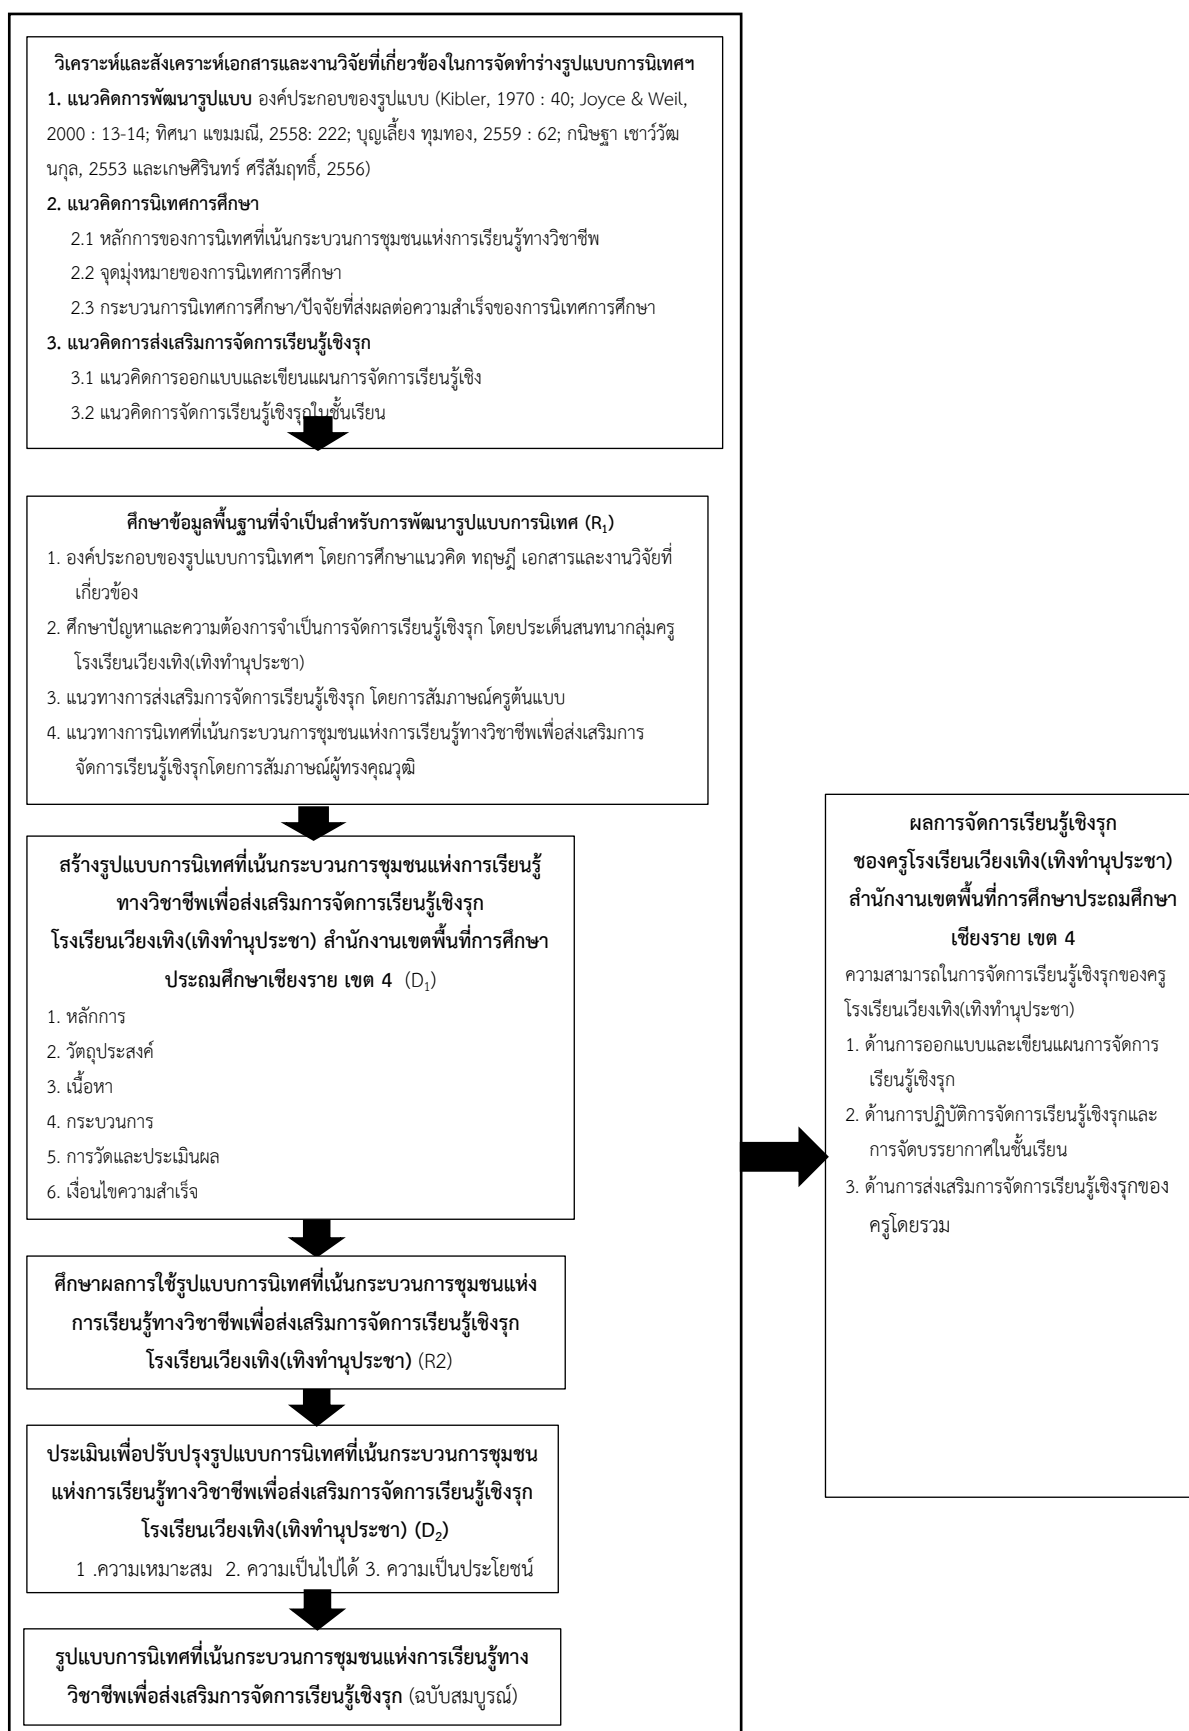 วิเคราะห์และสังเคราะห์เอกสารและงานวิจัยที่เกี่ยวข้องในการจัดทำร่างรูปแบบการนิเทศฯ
1. แนวคิดการพัฒนารูปแบบ องค์ประกอบของรูปแบบ (Kibler, 1970 : 40; Joyce & Weil,
2000 : 13-14; ทิศนา แขมมณี, 2558: 222; บุญเลี้ยง ทุมทอง, 2559 : 62; กนิษฐา เชาว์วัฒ
นกุล, 2553 และเกษศิรินทร์ ศรีสัมฤทธิ์, 2556)
2. แนวคิดการนิเทศการศึกษา
2.1 หลักการของการนิเทศที่เน้นกระบวนการชุมชนแห่งการเรียนรู้ทางวิชาชีพ
2.2 จุดมุ่งหมายของการนิเทศการศึกษา
2.3 กระบวนการนิเทศการศึกษา/ปัจจัยที่ส่งผลต่อความสำเร็จของการนิเทศการศึกษา
3. แนวคิดการส่งเสริมการจัดการเรียนรู้เชิงรุก
3.1 แนวคิดการออกแบบและเขียนแผนการจัดการเรียนรู้เชิง
3.2 แนวคิดการจัดการเรียนรู้เชิงรุกในชั้นเรียน
ศึกษาข้อมูลพื้นฐานที่จำเป็นสำหรับการพัฒนารูปแบบการนิเทศ (R1)
1. องค์ประกอบของรูปแบบการนิเทศฯ โดยการศึกษาแนวคิด ทฤษฎี เอกสารและงานวิจัยที่
เกี่ยวข้อง
2. ศึกษาปัญหาและความต้องการจำเป็นการจัดการเรียนรู้เชิงรุก โดยประเด็นสนทนากลุ่มครู
โรงเรียนเวียงเทิง(เทิงทำนุประชา)
3. แนวทางการส่งเสริมการจัดการเรียนรู้เชิงรุก โดยการสัมภาษณ์ครูต้นแบบ
4. แนวทางการนิเทศที่เน้นกระบวนการชุมชนแห่งการเรียนรู้ทางวิชาชีพเพื่อส่งเสริมการ
จัดการเรียนรู้เชิงรุกโดยการสัมภาษณ์ผู้ทรงคุณวุฒิ
สร้างรูปแบบการนิเทศที่เน้นกระบวนการชุมชนแห่งการเรียนรู้
ทางวิชาชีพเพื่อส่งเสริมการจัดการเรียนรู้เชิงรุก
โรงเรียนเวียงเทิง(เทิงทำนุประชา) สำนักงานเขตพื้นที่การศึกษา
ประถมศึกษาเชียงราย เขต 4 (D1)
1. หลักการ
2. วัตถุประสงค์
3. เนื้อหา
4. กระบวนการ
5. การวัดและประเมินผล
6. เงื่อนไขความสำเร็จ
ศึกษาผลการใช้รูปแบบการนิเทศที่เน้นกระบวนการชุมชนแห่ง
การเรียนรู้ทางวิชาชีพเพื่อส่งเสริมการจัดการเรียนรู้เชิงรุก
โรงเรียนเวียงเทิง(เทิงทำนุประชา) (R2)
ประเมินเพื่อปรับปรุงรูปแบบการนิเทศที่เน้นกระบวนการชุมชน
แห่งการเรียนรู้ทางวิชาชีพเพื่อส่งเสริมการจัดการเรียนรู้เชิงรุก
โรงเรียนเวียงเทิง(เทิงทำนุประชา) (D2)
1 .ความเหมาะสม 2. ความเป็นไปได้ 3. ความเป็นประโยชน์
รูปแบบการนิเทศที่เน้นกระบวนการชุมชนแห่งการเรียนรู้ทาง
วิชาชีพเพื่อส่งเสริมการจัดการเรียนรู้เชิงรุก (ฉบับสมบูรณ์)
ผลการจัดการเรียนรู้เชิงรุก
ชองครูโรงเรียนเวียงเทิง(เทิงทำนุประชา)
สำนักงานเขตพื้นที่การศึกษาประถมศึกษา
เชียงราย เขต 4
ความสามารถในการจัดการเรียนรู้เชิงรุกของครู
โรงเรียนเวียงเทิง(เทิงทำนุประชา)
1. ด้านการออกแบบและเขียนแผนการจัดการ
เรียนรู้เชิงรุก
2. ด้านการปฏิบัติการจัดการเรียนรู้เชิงรุกและ
การจัดบรรยากาศในชั้นเรียน
3. ด้านการส่งเสริมการจัดการเรียนรู้เชิงรุกของ
ครูโดยรวม